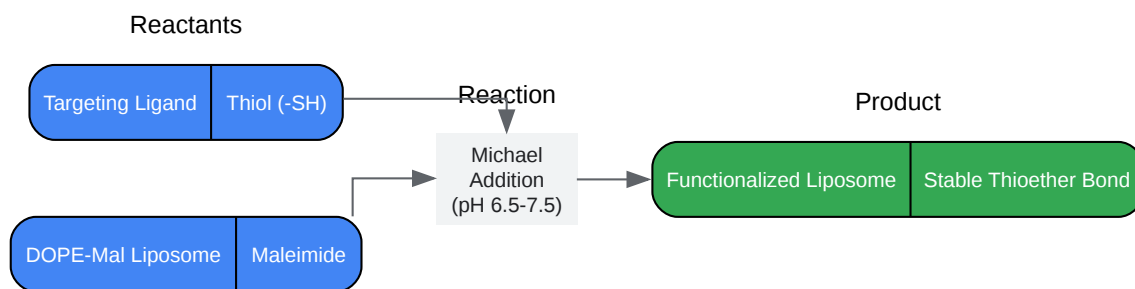 Reactants
Targeting Ligand
Thiol (-SH)
Reaction
Product
Michael
Addition
(pH 6.5-7.5)
Functionalized Liposome
Stable Thioether Bond
DOPE-Mal Liposome
Maleimide